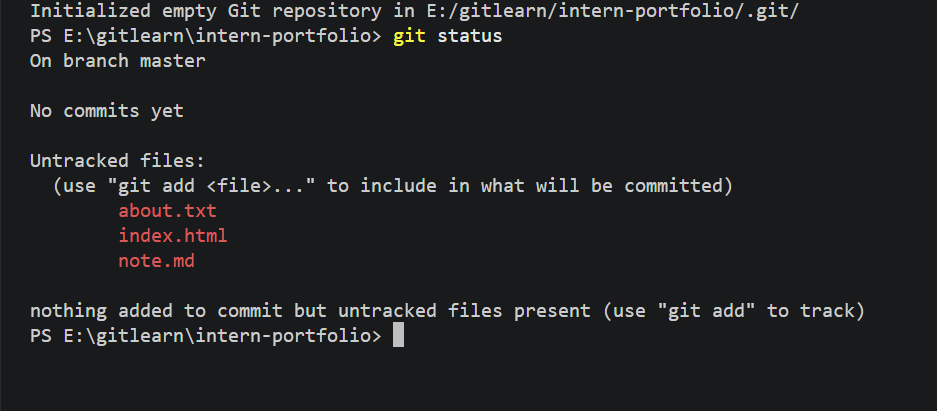 Initialized empty Git repository in E:/gitlearn/intern-portfolio/.git/
PS E:\gitlearn\intern-portfolio> git status
On branch master
No commits yet
Untracked files:
  (use "git add <file>..." to include in what will be committed)
        about.txt
        index.html
        note.md
nothing added to commit but untracked files present (use "git add" to track)
PS E:\gitlearn\intern-portfolio>